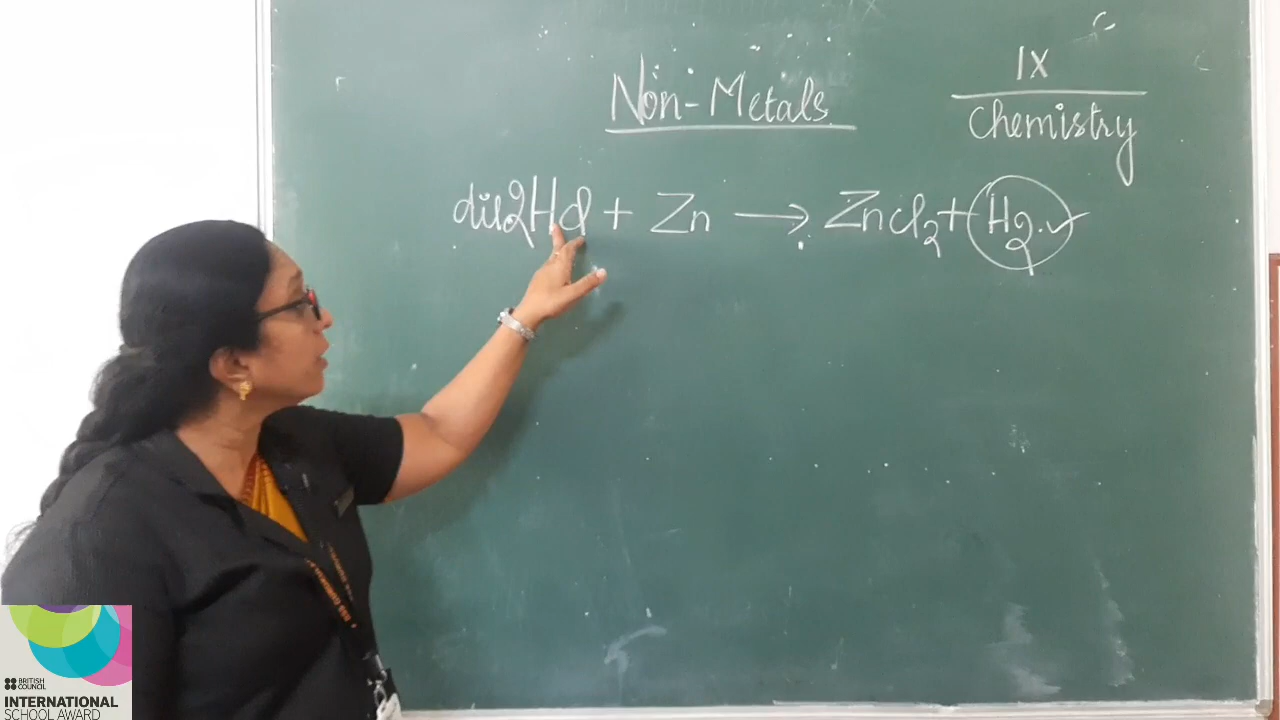 IX
Non-Metals
Chemistry
dil 2HCl + Zn → ZnCl₂ + H₂.✓
BRITISH
COUNCIL
INTERNATIONAL
SCHOOL AWARD